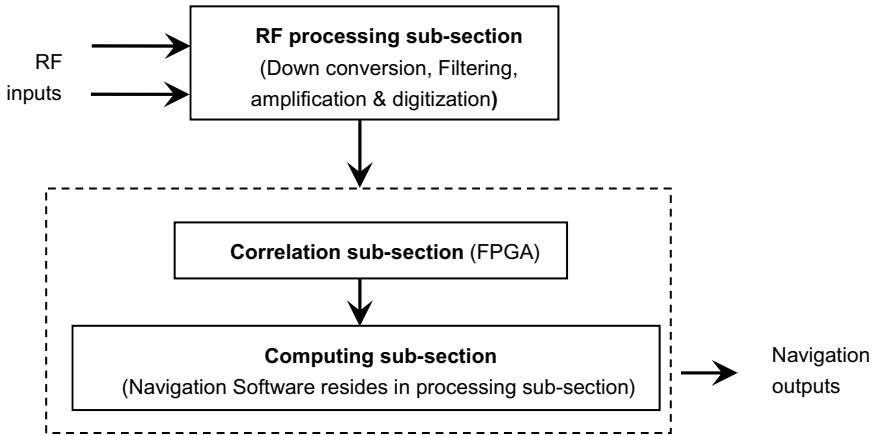 RF
inputs
RF processing sub-section
(Down conversion, Filtering,
amplification & digitization)
Correlation sub-section (FPGA)
Computing sub-section
(Navigation Software resides in processing sub-section)
Navigation
outputs